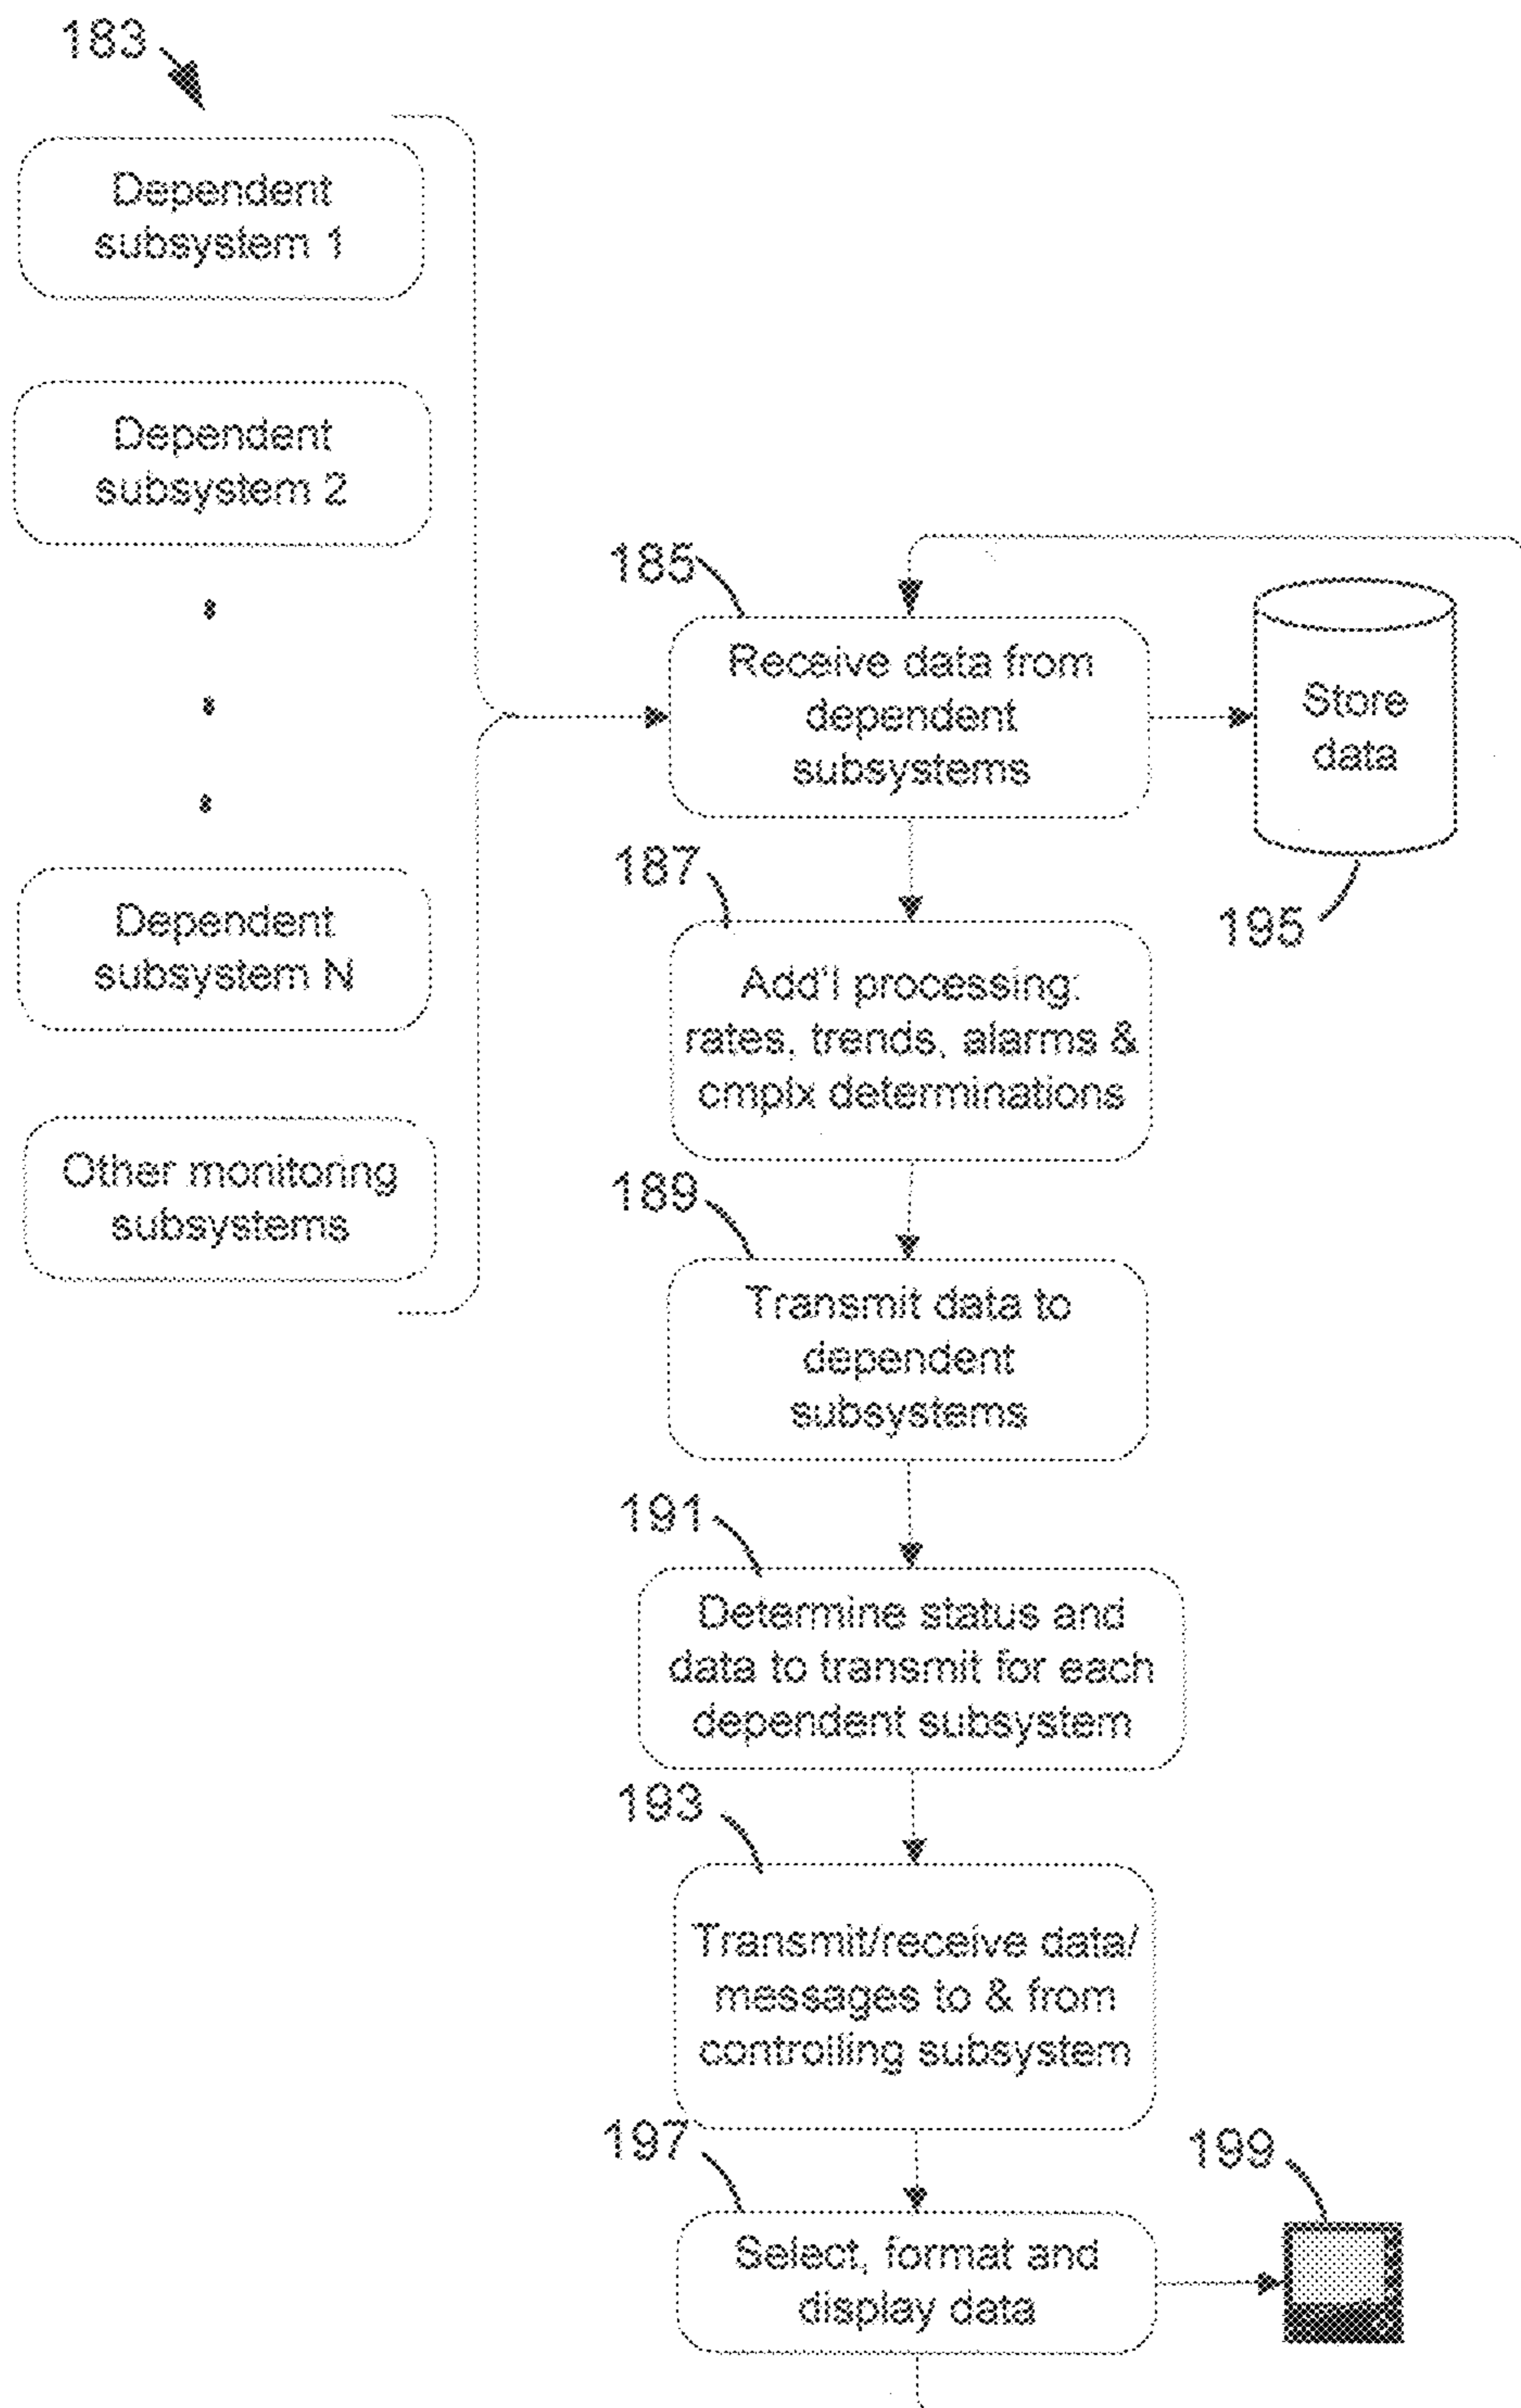 183
Dependent
subsystem 1
Dependent
subsystem 2
Dependent
subsystem N
Other monitoring
subsystems
185
Receive data from
dependent
subsystems
Store
data
195
187
Add'l processing:
rates, trends, alarms &
cmplx determinations
189
Transmit data to
dependent
subsystems
191
Determine status and
data to transmit for each
dependent subsystem
193
Transmit/receive data/
messages to & from
controlling subsystem
197
Select, format and
display data
199